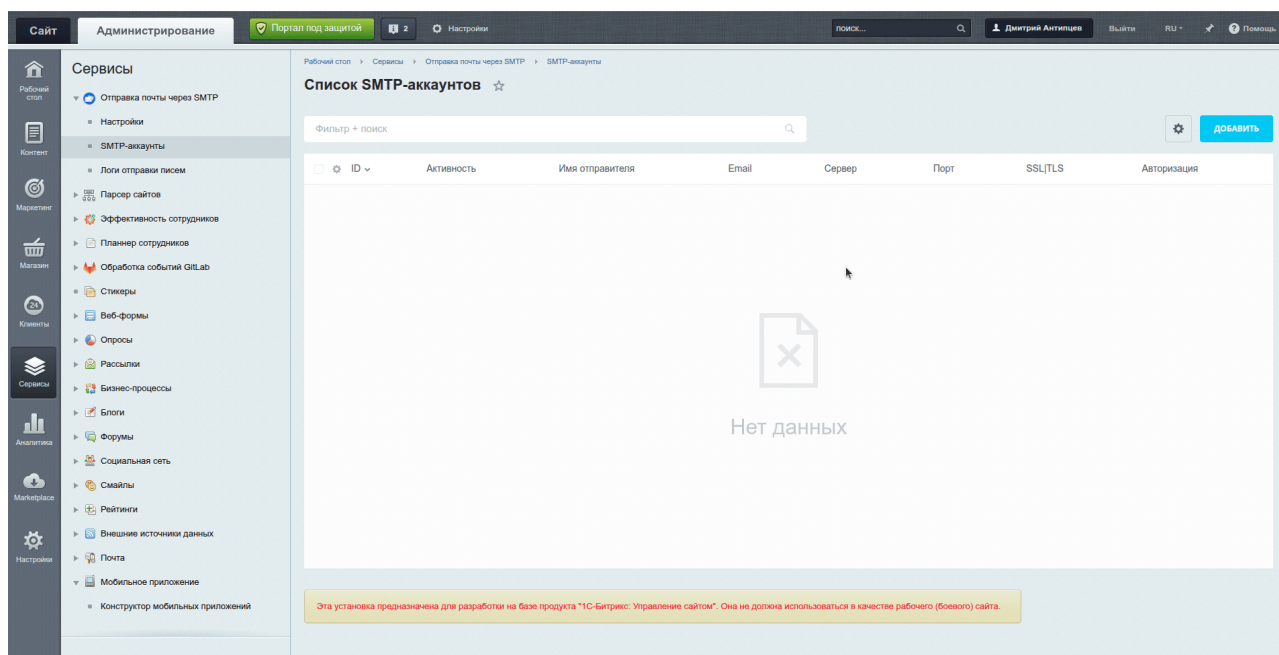 Сайт
Администрирование
Портал под защитой
2
Настройки
поиск...
Дмитрий Антипцев
Выйти
RU
Помощь
Рабочий
стол
Контент
Маркетинг
Магазин
24
Клиенты
Сервисы
Аналитика
Marketplace
Настройки
Сервисы
Отправка почты через SMTP
Настройки
SMTP-аккаунты
Логи отправки писем
Парсер сайтов
Эффективность сотрудников
Планнер сотрудников
Обработка событий GitLab
Стикеры
Веб-формы
Опросы
Рассылки
Бизнес-процессы
Блоги
Форумы
Социальная сеть
Смайлы
Рейтинги
Внешние источники данных
Почта
Мобильное приложение
Конструктор мобильных приложений
Рабочий стол Сервисы Отправка почты через SMTP SMTP-аккаунты
Список SMTP-аккаунтов
Фильтр + поиск
ДОБАВИТЬ
ID Активность Имя отправителя Email Сервер Порт SSL|TLS Авторизация
Нет данных
Эта установка предназначена для разработки на базе продукта "1С-Битрикс: Управление сайтом". Она не должна использоваться в качестве рабочего (боевого) сайта.